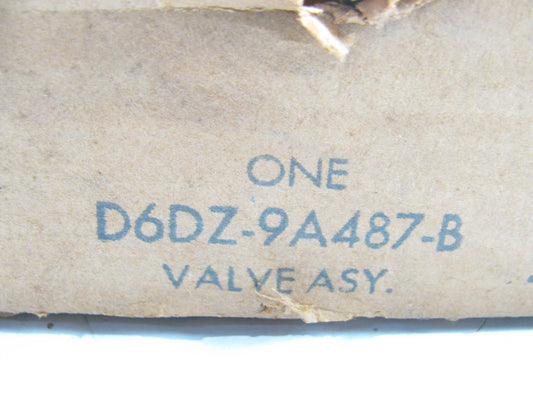 ONE
D6DZ-9A487-B
VALVE ASY.